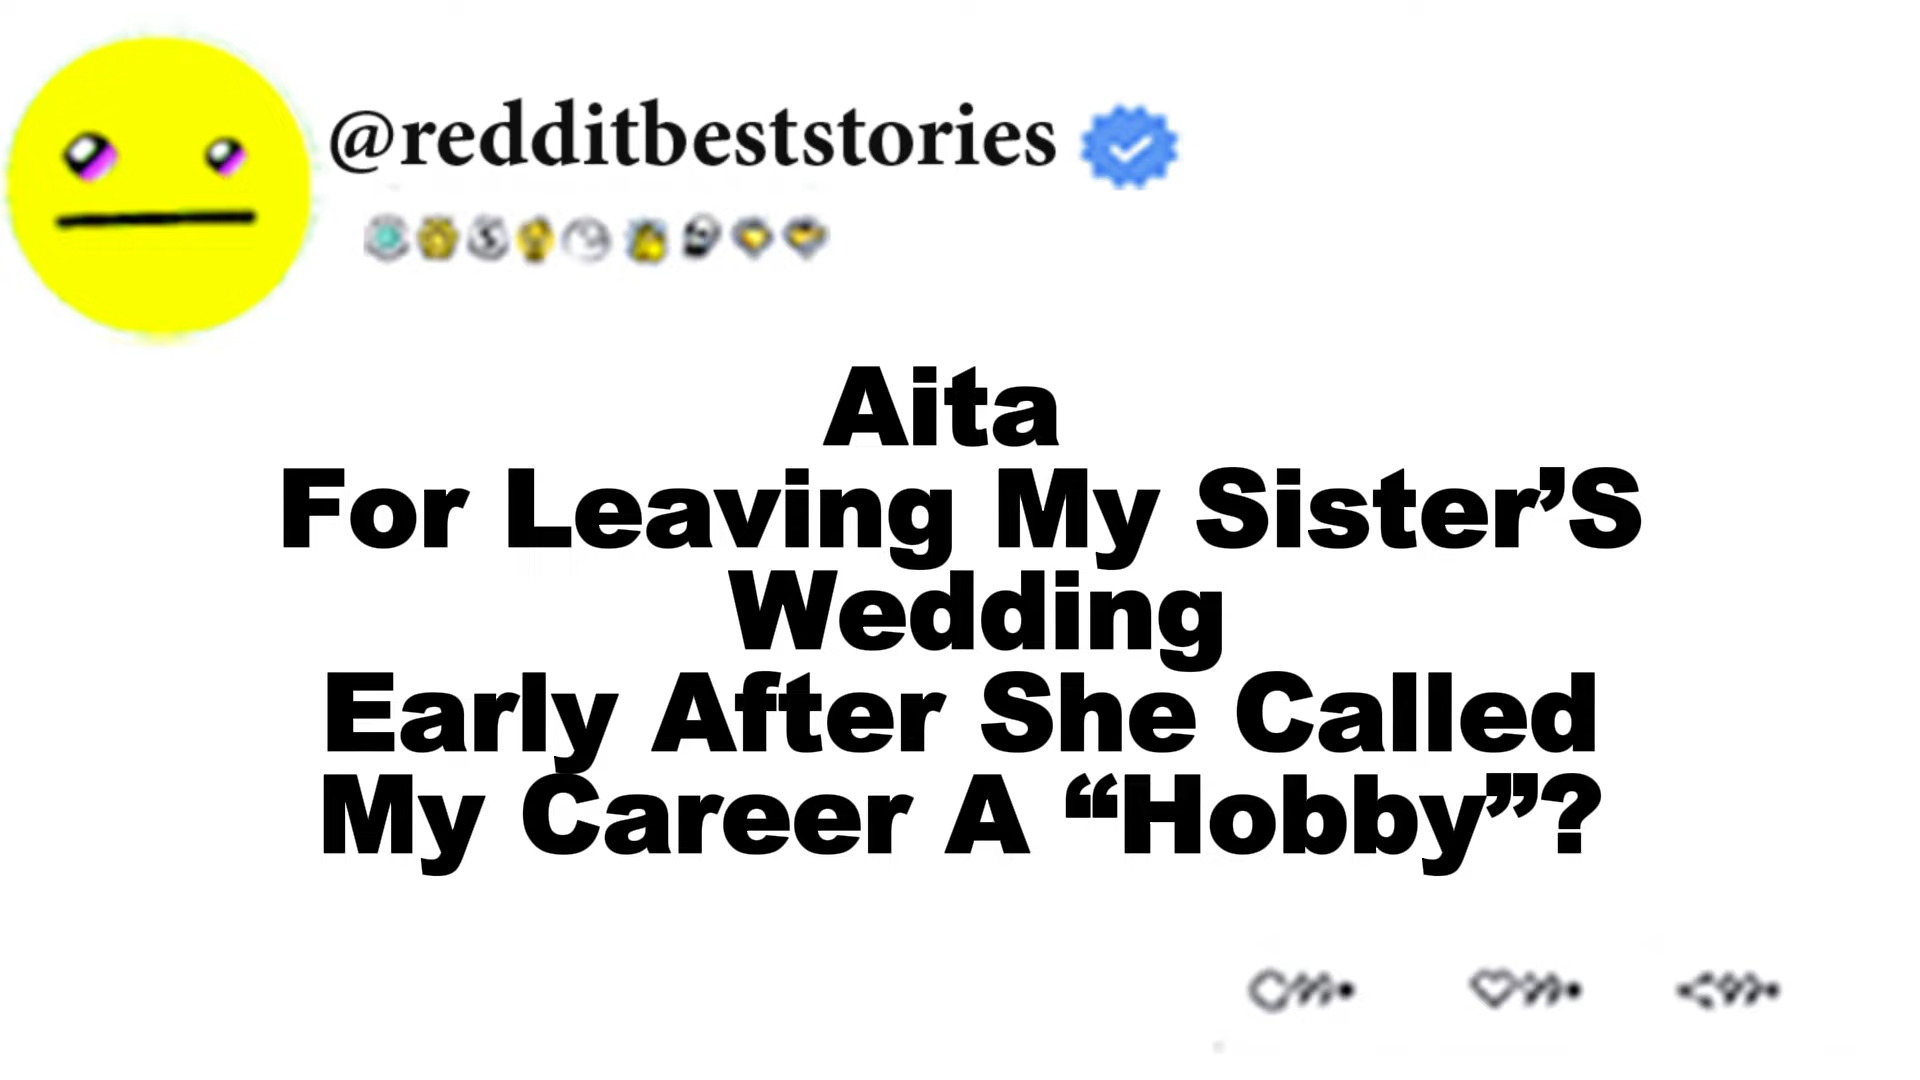 @redditbeststories
Aita
For Leaving My Sister’S
Wedding
Early After She Called
My Career A “Hobby”?